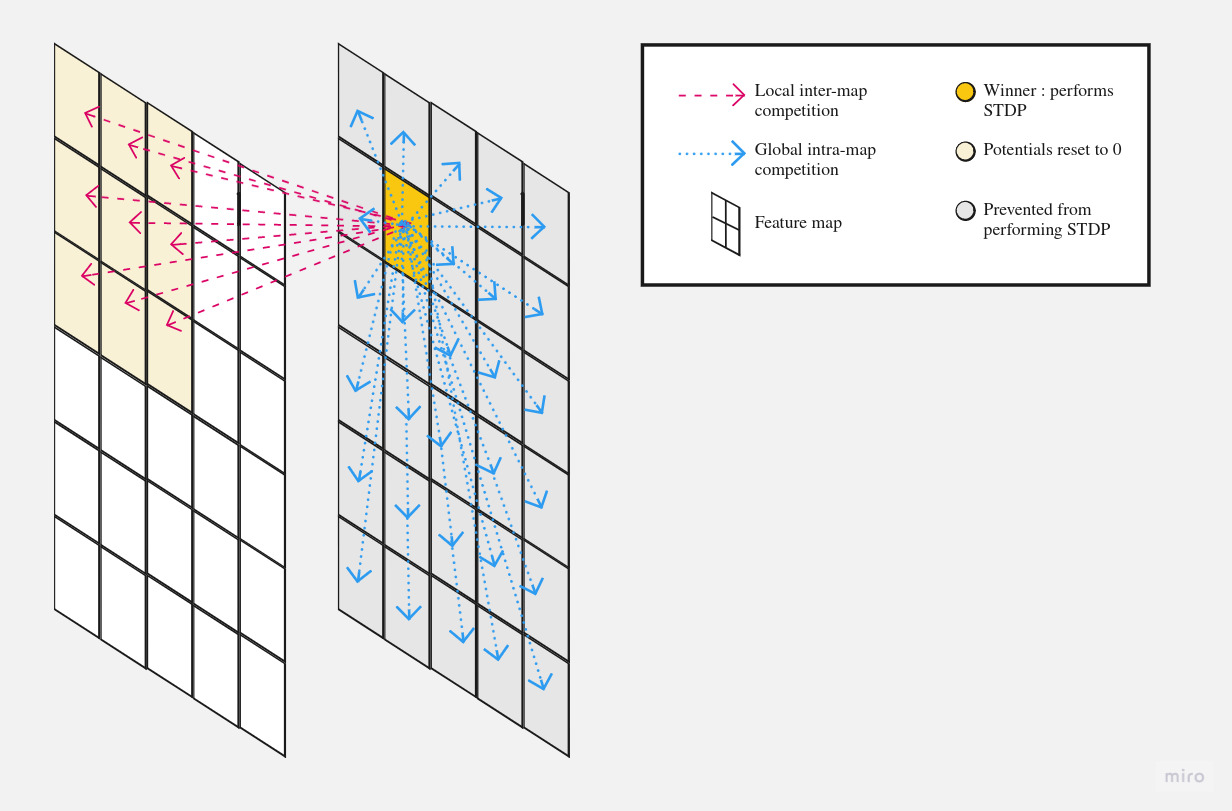 Local inter-map
competition
Winner : performs
STDP
Global intra-map
competition
Potentials reset to 0
Feature map
Prevented from
performing STDP
miro